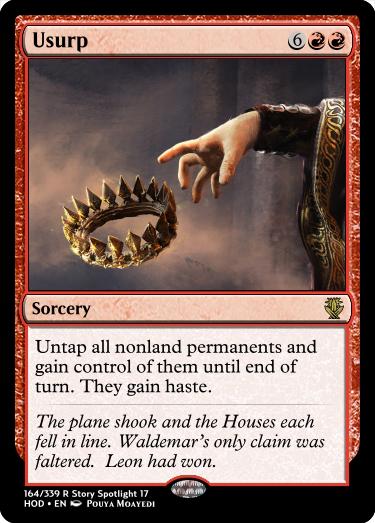 Usurp 6
Sorcery
Untap all nonland permanents and
gain control of them until end of
turn. They gain haste.
The plane shook and the Houses each
fell in line. Waldemar's only claim was
faltered. Leon had won.
164/339 R Story Spotlight 17
HOD • EN Pouya Moayedi